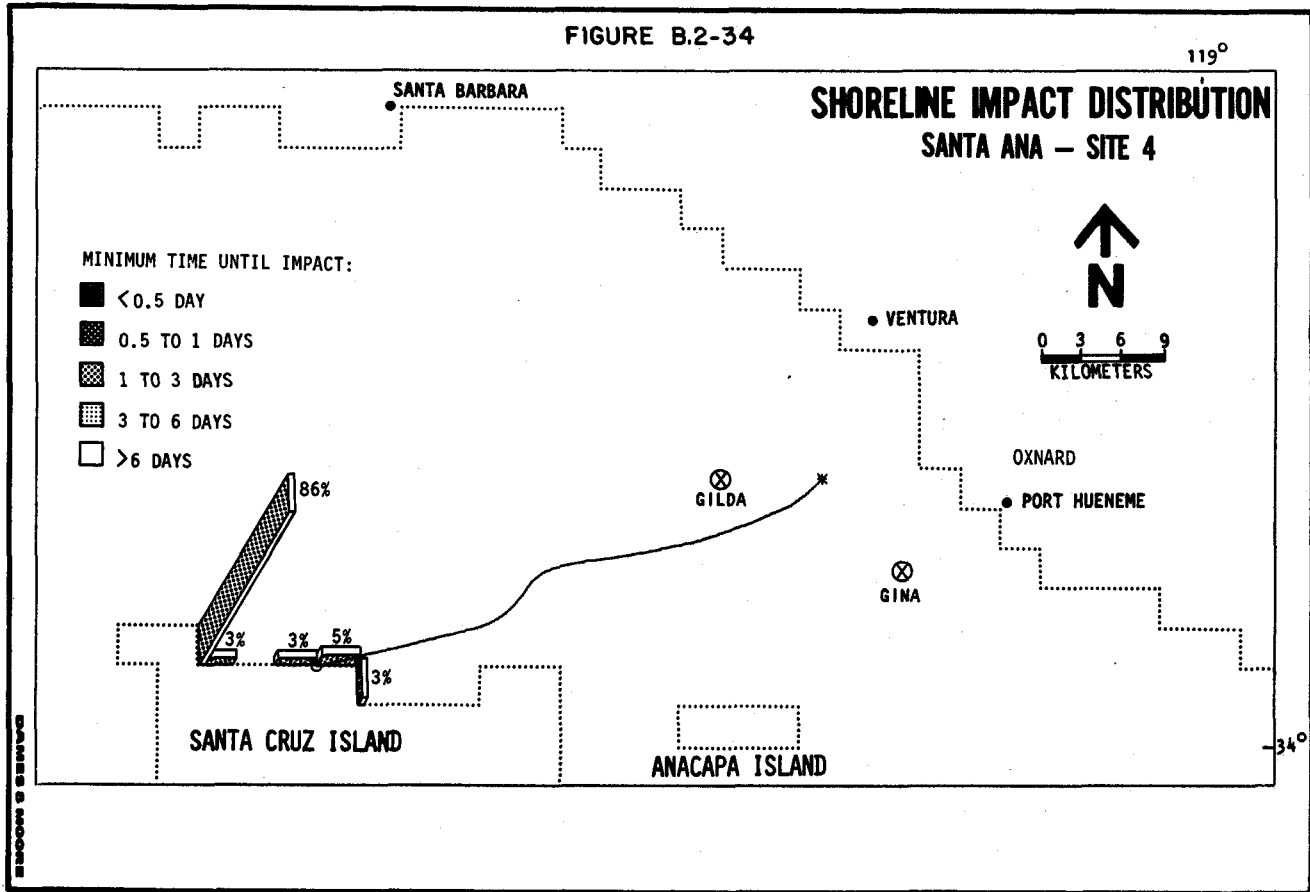 FIGURE B.2-34
119°
SANTA BARBARA
SHORELINE IMPACT DISTRIBUTION
SANTA ANA — SITE 4
MINIMUM TIME UNTIL IMPACT:
<0.5 DAY
0.5 TO 1 DAYS
1 TO 3 DAYS
3 TO 6 DAYS
>6 DAYS
N
VENTURA
0 3 6 9
KILOMETERS
OXNARD
PORT HUENEME
GILDA
GINA
86%
3%
3%
5%
3%
SANTA CRUZ ISLAND
ANACAPA ISLAND
34°
DAMES & MOORE